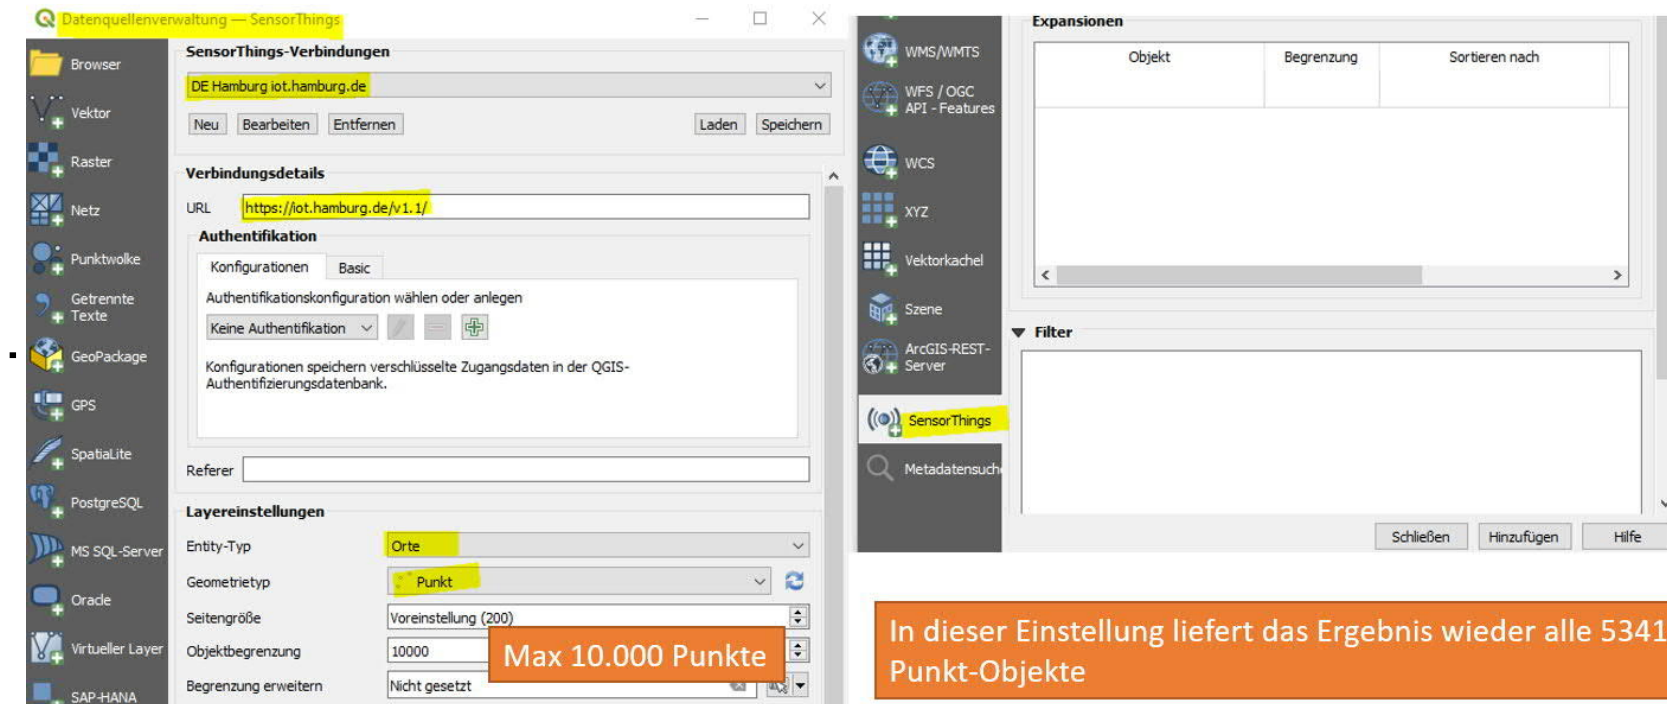 Datenquellenverwaltung — SensorThings
Browser
Vektor
Raster
Netz
Punktwolke
Getrennte
Texte
GeoPackage
GPS
SpatiaLite
PostgreSQL
MS SQL-Server
Oracle
Virtueller Layer
SAP-HANA
SensorThings-Verbindungen
DE Hamburg iot.hamburg.de
Neu Bearbeiten Entfernen Laden Speichern
Verbindungsdetails
URL https://iot.hamburg.de/v1.1/
Authentifikation
Konfigurationen Basic
Authentifikationskonfiguration wählen oder anlegen
Keine Authentifikation
Konfigurationen speichern verschlüsselte Zugangsdaten in der QGIS-
Authentifizierungsdatenbank.
Referer
Layereinstellungen
Entity-Typ Orte
Geometrietyp Punkt
Seitengröße Voreinstellung (200)
Objektbegrenzung 10000
Begrenzung erweitern Nicht gesetzt
Max 10.000 Punkte
WMS/WMTS
WFS / OGC
API - Features
WCS
XYZ
Vektorkachel
Szene
ArcGIS-REST-
Server
SensorThings
Metadatensuche
Expansionen
Objekt Begrenzung Sortieren nach
Filter
Schließen Hinzufügen Hilfe
In dieser Einstellung liefert das Ergebnis wieder alle 5341
Punkt-Objekte